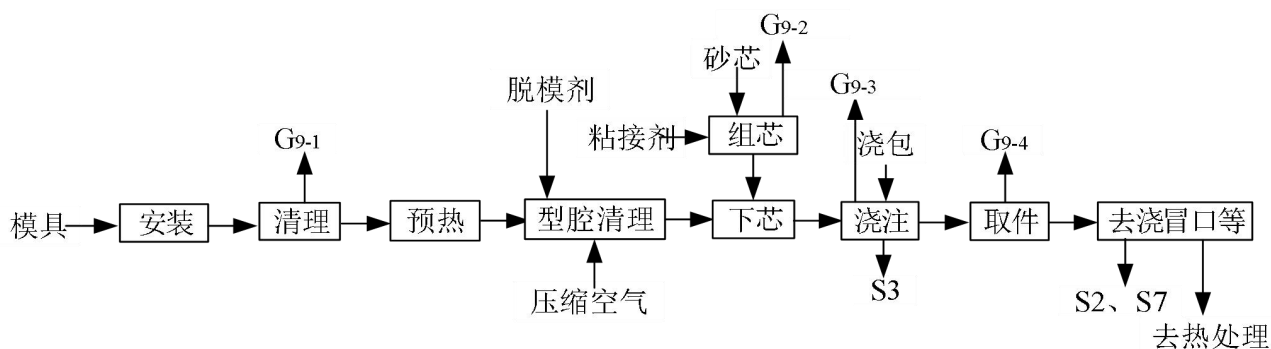 G9-2
砂芯
G9-3
脱模剂
G9-1
粘接剂
组芯
浇包
G9-4
模具
安装
清理
预热
型腔清理
下芯
浇注
取件
去浇冒口等
压缩空气
S3
S2、S7
去热处理